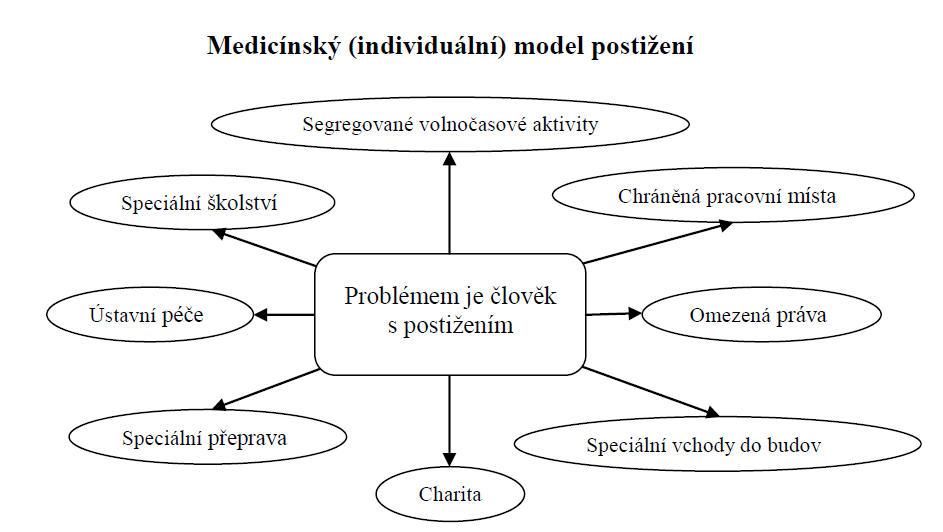 Medicínský (individuální) model postižení
Segregované volnočasové aktivity
Speciální školství
Chráněná pracovní místa
Problémem je člověk
s postižením
Ústavní péče
Omezená práva
Speciální přeprava
Speciální vchody do budov
Charita